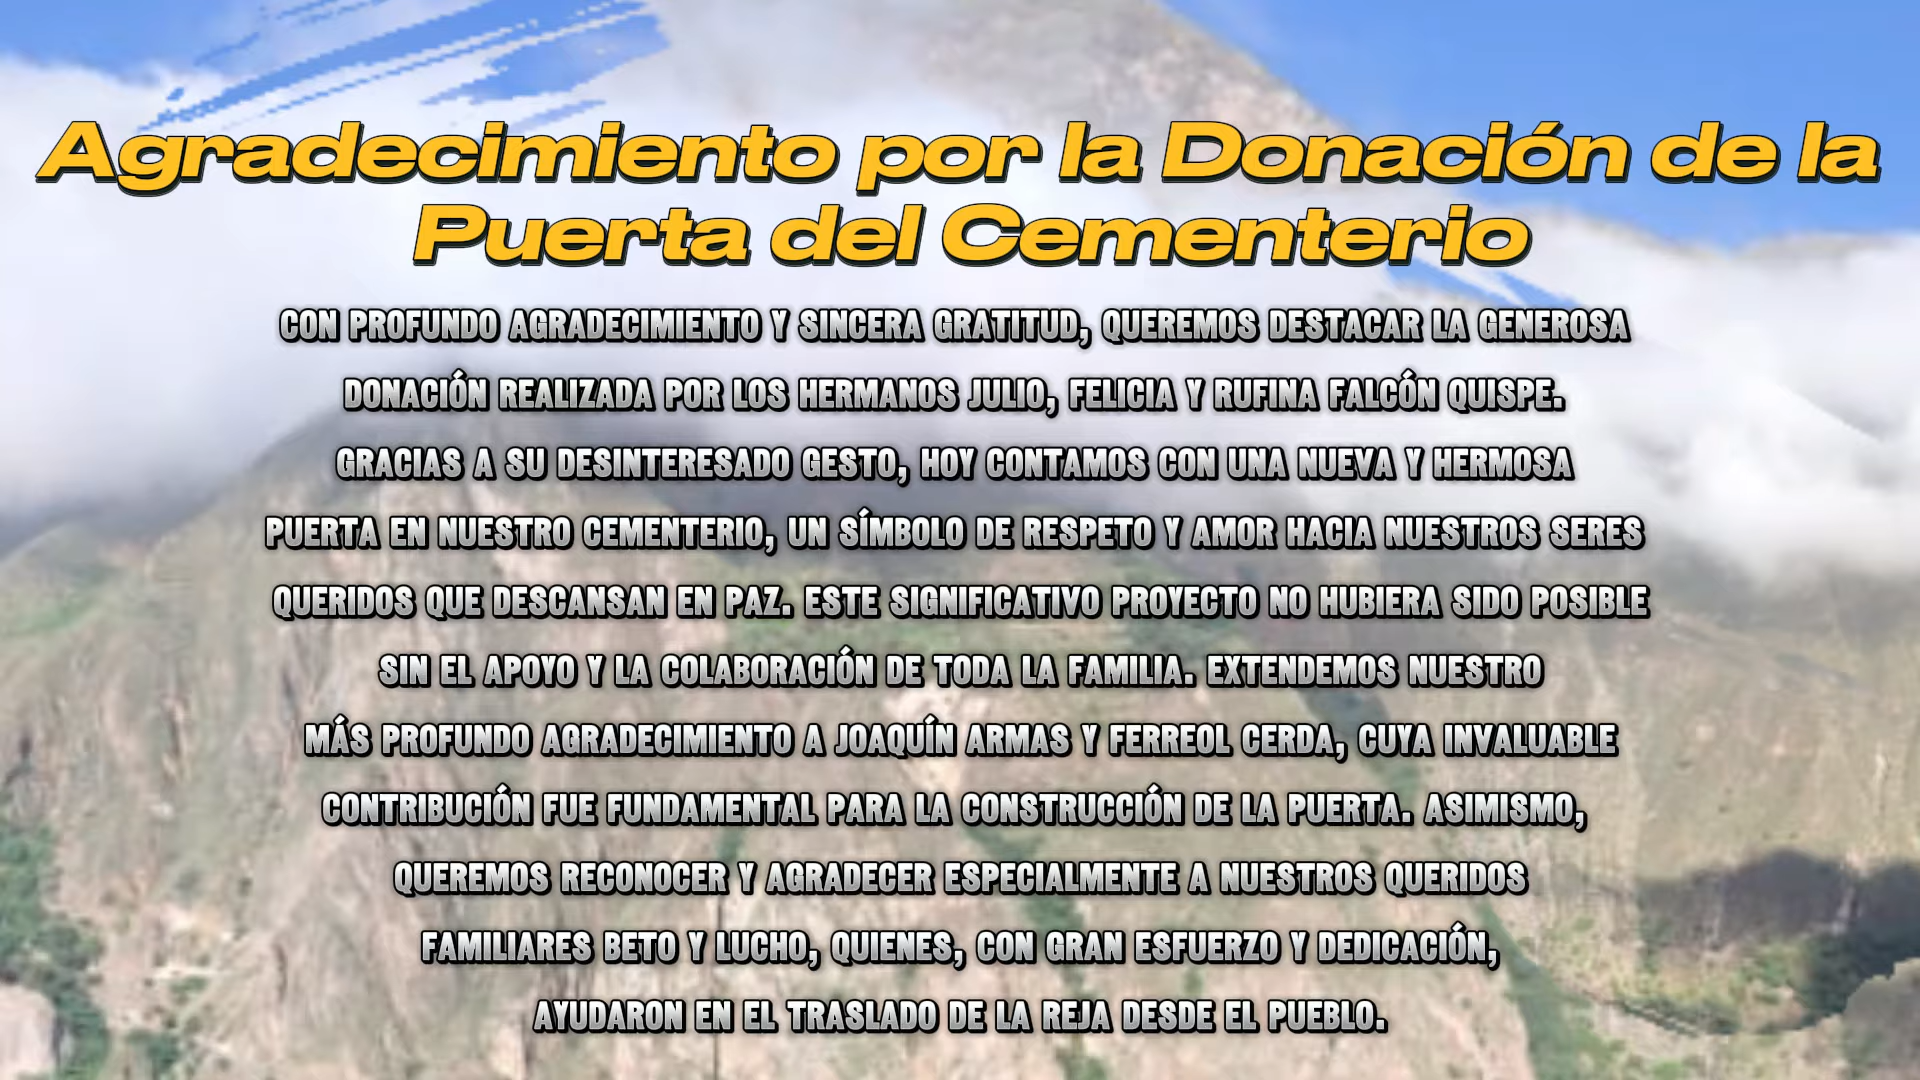 Agradecimiento por la Donación de la
Puerta del Cementerio
CON PROFUNDO AGRADECIMIENTO Y SINCERA GRATITUD, QUEREMOS DESTACAR LA GENEROSA
DONACIÓN REALIZADA POR LOS HERMANOS JULIO, FELICIA Y RUFINA FALCÓN QUISPE.
GRACIAS A SU DESINTERESADO GESTO, HOY CONTAMOS CON UNA NUEVA Y HERMOSA
PUERTA EN NUESTRO CEMENTERIO, UN SÍMBOLO DE RESPETO Y AMOR HACIA NUESTROS SERES
QUERIDOS QUE DESCANSAN EN PAZ. ESTE SIGNIFICATIVO PROYECTO NO HUBIERA SIDO POSIBLE
SIN EL APOYO Y LA COLABORACIÓN DE TODA LA FAMILIA. EXTENDEMOS NUESTRO
MÁS PROFUNDO AGRADECIMIENTO A JOAQUÍN ARMAS Y FERREOL CERDA, CUYA INVALUABLE
CONTRIBUCIÓN FUE FUNDAMENTAL PARA LA CONSTRUCCIÓN DE LA PUERTA. ASIMISMO,
QUEREMOS RECONOCER Y AGRADECER ESPECIALMENTE A NUESTROS QUERIDOS
FAMILIARES BETO Y LUCHO, QUIENES, CON GRAN ESFUERZO Y DEDICACIÓN,
AYUDARON EN EL TRASLADO DE LA REJA DESDE EL PUEBLO.